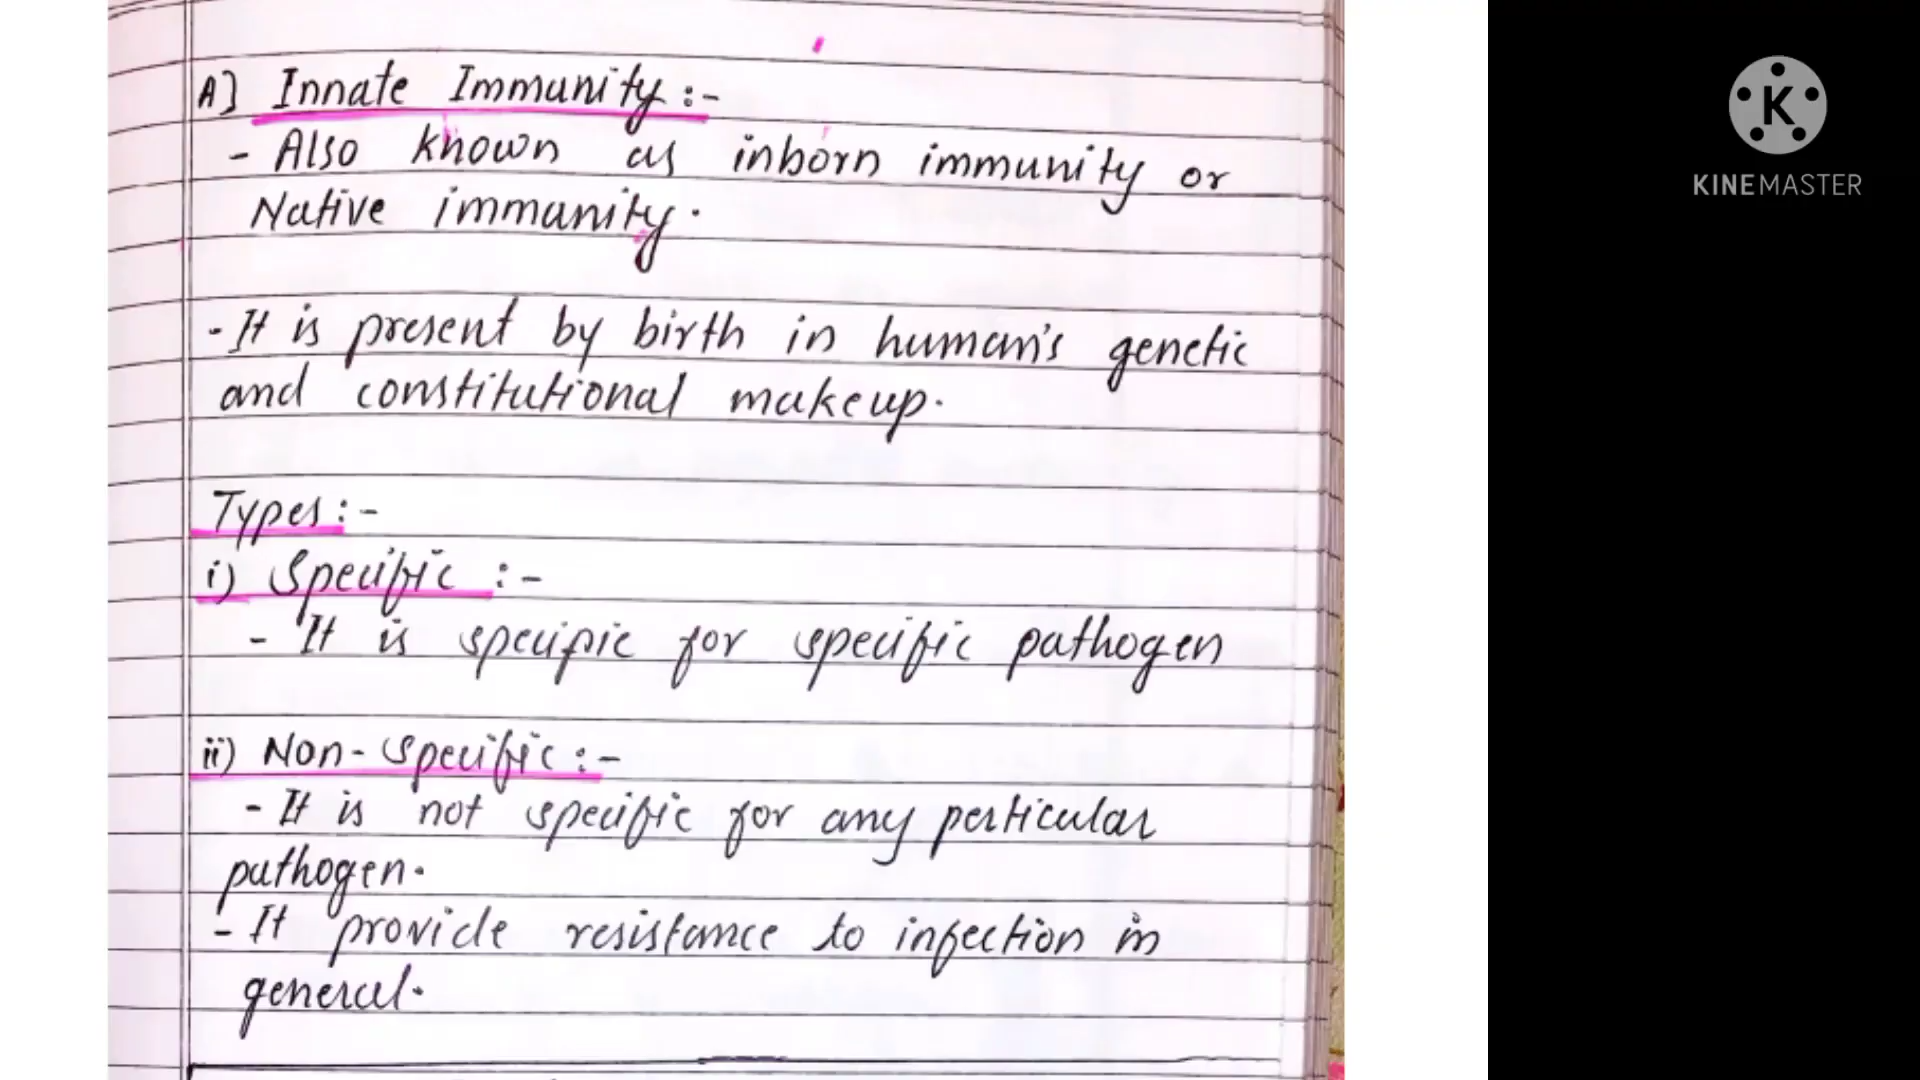 A] Innate Immunity :-
- Also known as inborn immunity or
Native immunity.
- It is present by birth in human's genetic
and constitutional makeup.
Types :-
i) Specific :-
- It is specific for specific pathogen
ii) Non-Specific :-
- It is not specific for any perticular
pathogen.
- It provide resistance to infection in
general.
K
KINEMASTER